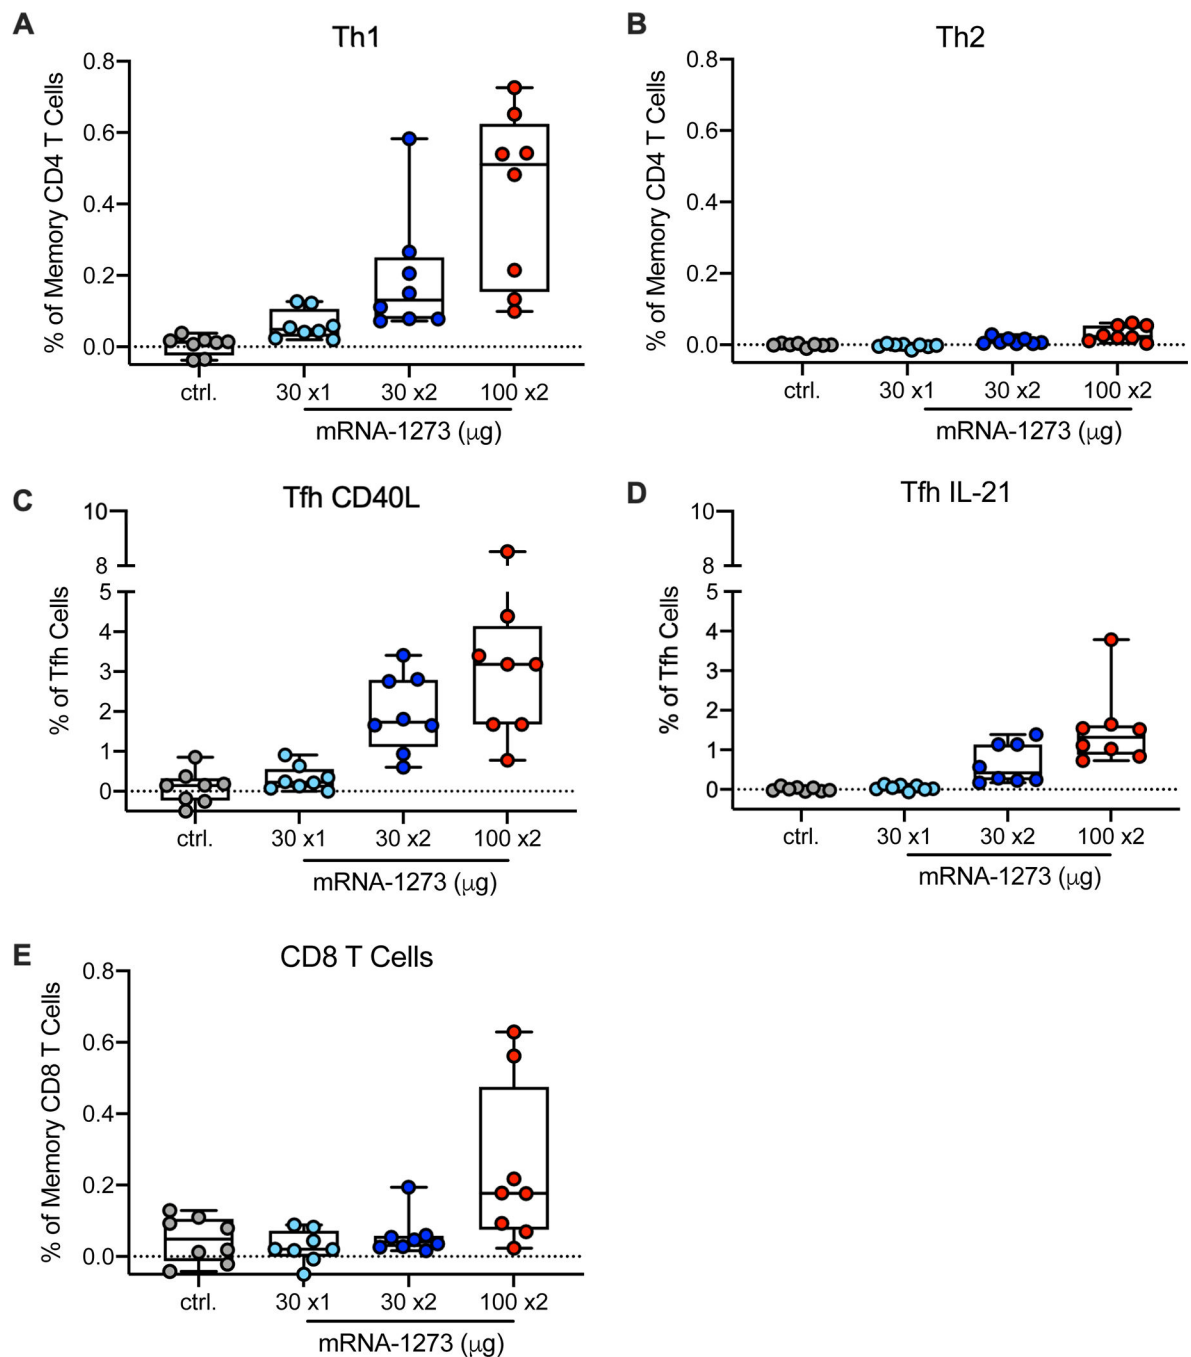 A
Th1
% of Memory CD4 T Cells
0.8
0.6
0.4
0.2
0.0
ctrl.
30 x1
30 x2
100 x2
mRNA-1273 (μg)
B
Th2
% of Memory CD4 T Cells
0.8
0.6
0.4
0.2
0.0
ctrl.
30 x1
30 x2
100 x2
mRNA-1273 (μg)
C
Tfh CD40L
% of Tfh Cells
10
8
5
4
3
2
1
0
ctrl.
30 x1
30 x2
100 x2
mRNA-1273 (μg)
D
Tfh IL-21
% of Tfh Cells
10
8
5
4
3
2
1
0
ctrl.
30 x1
30 x2
100 x2
mRNA-1273 (μg)
E
CD8 T Cells
% of Memory CD8 T Cells
0.8
0.6
0.4
0.2
0.0
ctrl.
30 x1
30 x2
100 x2
mRNA-1273 (μg)